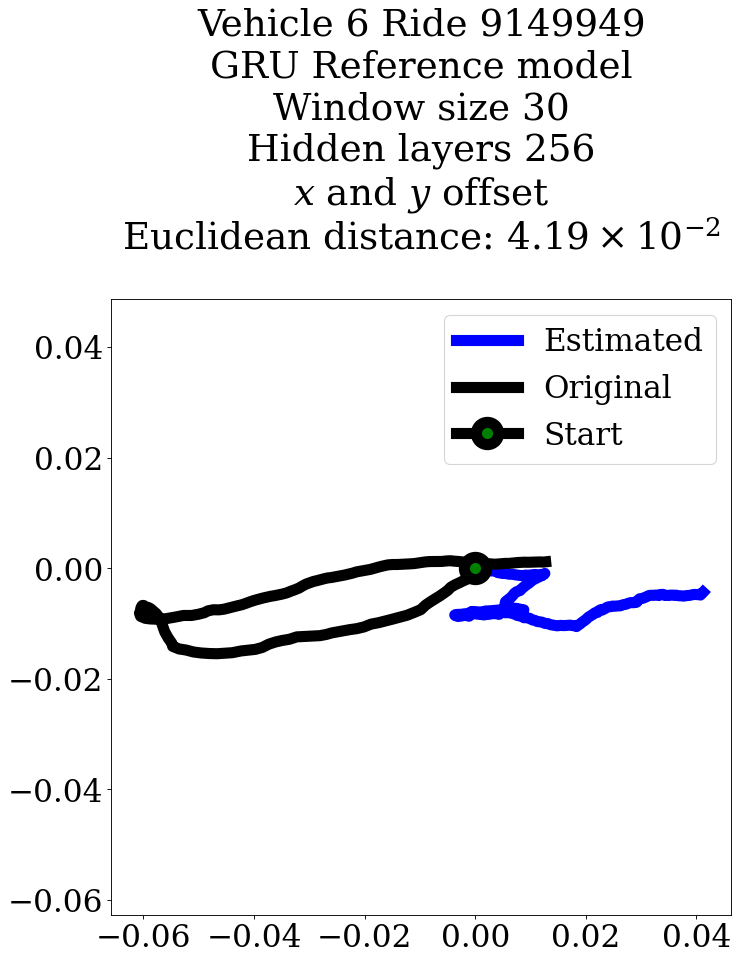 Vehicle 6 Ride 9149949
GRU Reference model
Window size 30
Hidden layers 256
x and y offset
Euclidean distance: 4.19 × 10⁻²
Estimated
Original
Start
0.04
0.02
0.00
−0.02
−0.04
−0.06
−0.06 −0.04 −0.02 0.00 0.02 0.04